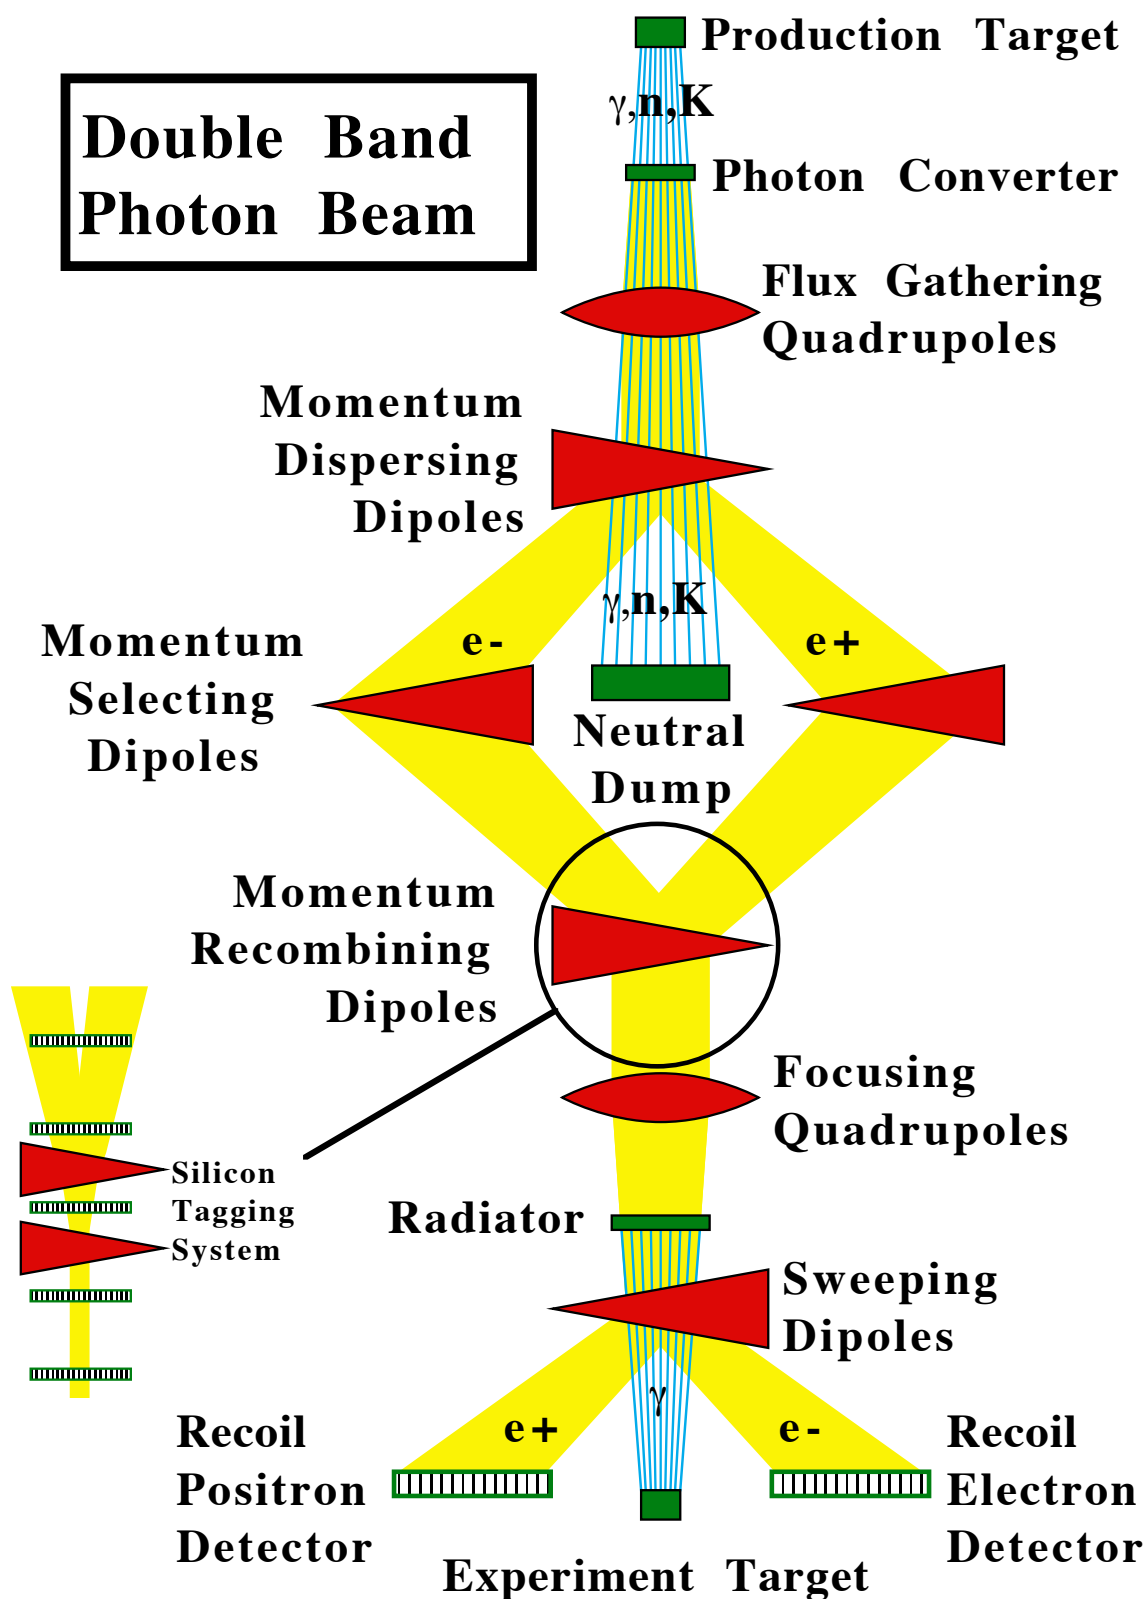 Production Target
γ,n,K
Double Band
Photon Beam
Photon Converter
Flux Gathering
Quadrupoles
Momentum
Dispersing
Dipoles
γ,n,K
e-
e+
Momentum
Selecting
Dipoles
Neutral
Dump
Momentum
Recombining
Dipoles
Focusing
Quadrupoles
Silicon
Tagging
System
Radiator
Sweeping
Dipoles
γ
e+
e-
Recoil
Positron
Detector
Recoil
Electron
Detector
Experiment Target